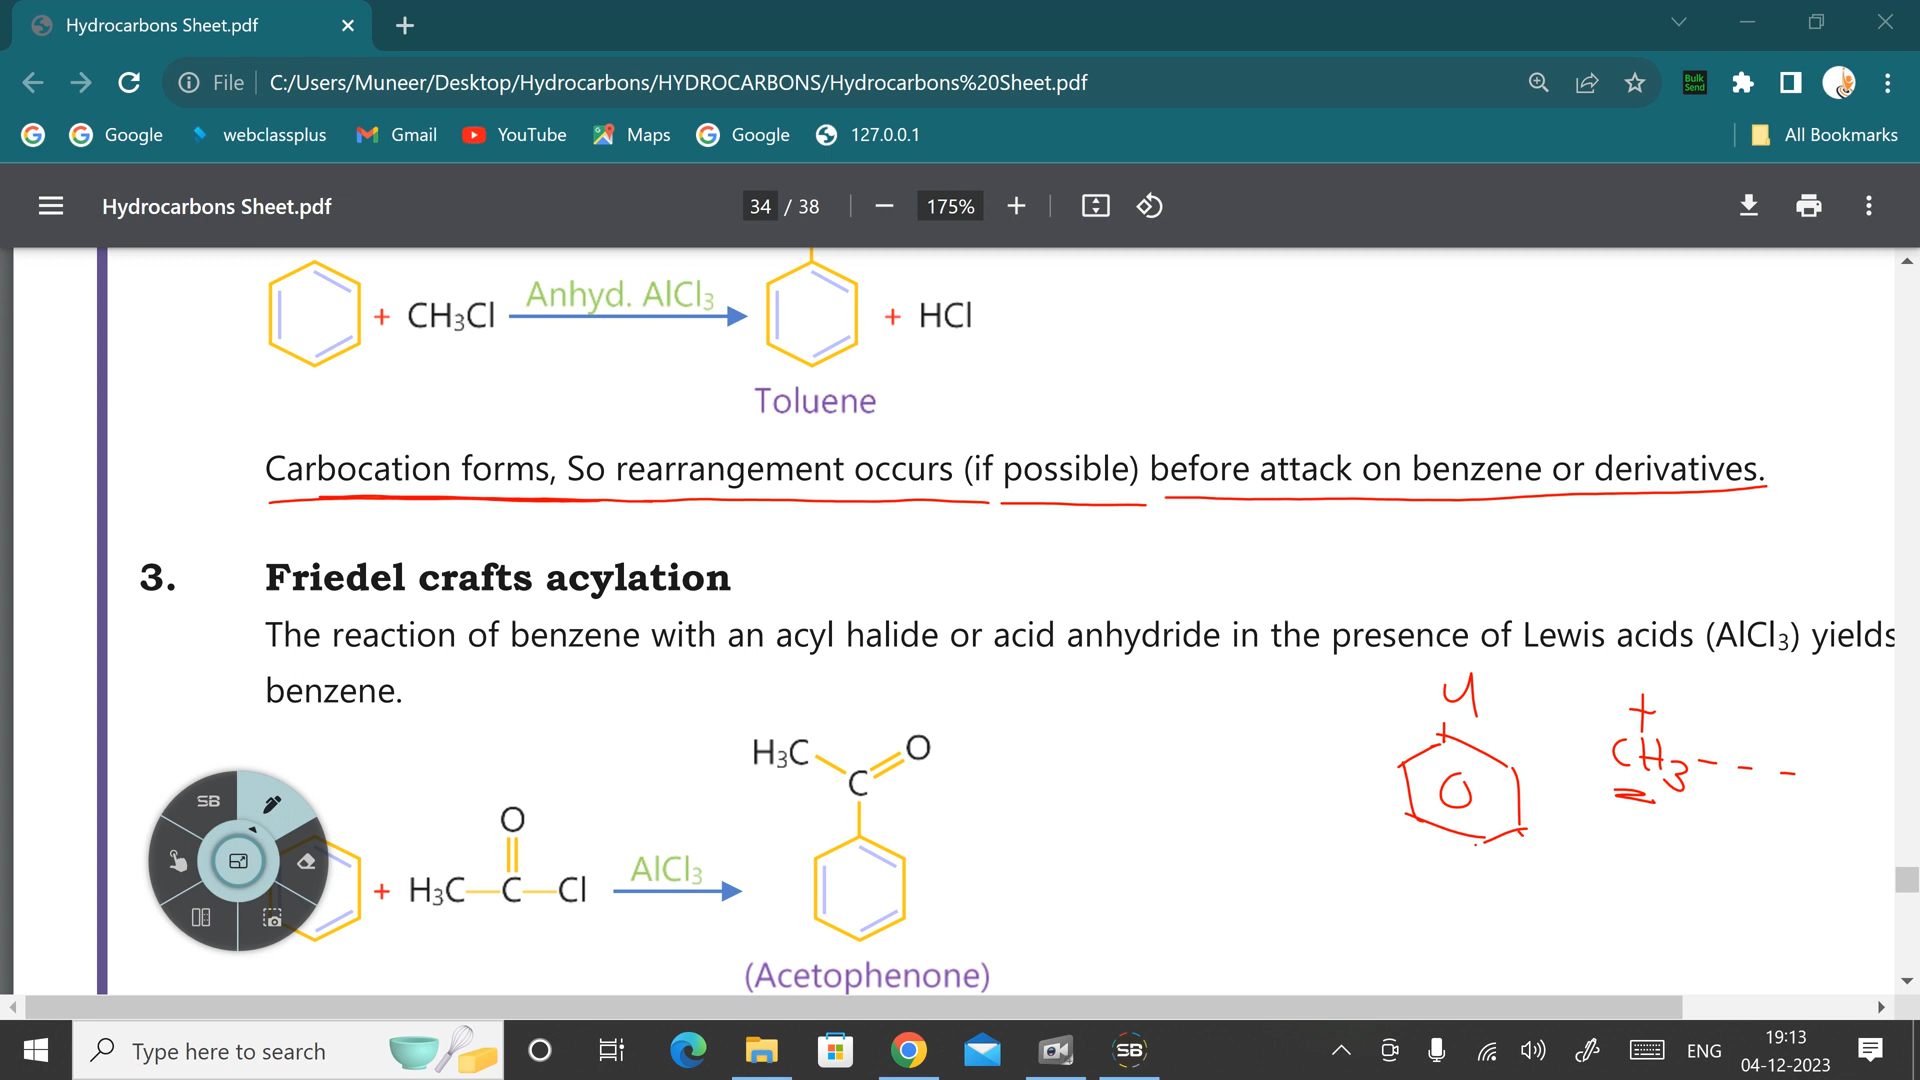 Hydrocarbons Sheet.pdf
File
C:/Users/Muneer/Desktop/Hydrocarbons/HYDROCARBONS/Hydrocarbons%20Sheet.pdf
Bulk Send
Google webclassplus Gmail YouTube Maps Google 127.0.0.1 All Bookmarks
Hydrocarbons Sheet.pdf
34 / 38
175%
+ CH₃Cl Anhyd. AlCl₃ + HCl
Toluene
Carbocation forms, So rearrangement occurs (if possible) before attack on benzene or derivatives.
3. Friedel crafts acylation
The reaction of benzene with an acyl halide or acid anhydride in the presence of Lewis acids (AlCl₃) yields
benzene.
H₃C C O
O
+ H₃C—C—Cl AlCl₃
(Acetophenone)
+
CH₃ - - -
SB
Type here to search
SB
ENG
19:13
04-12-2023